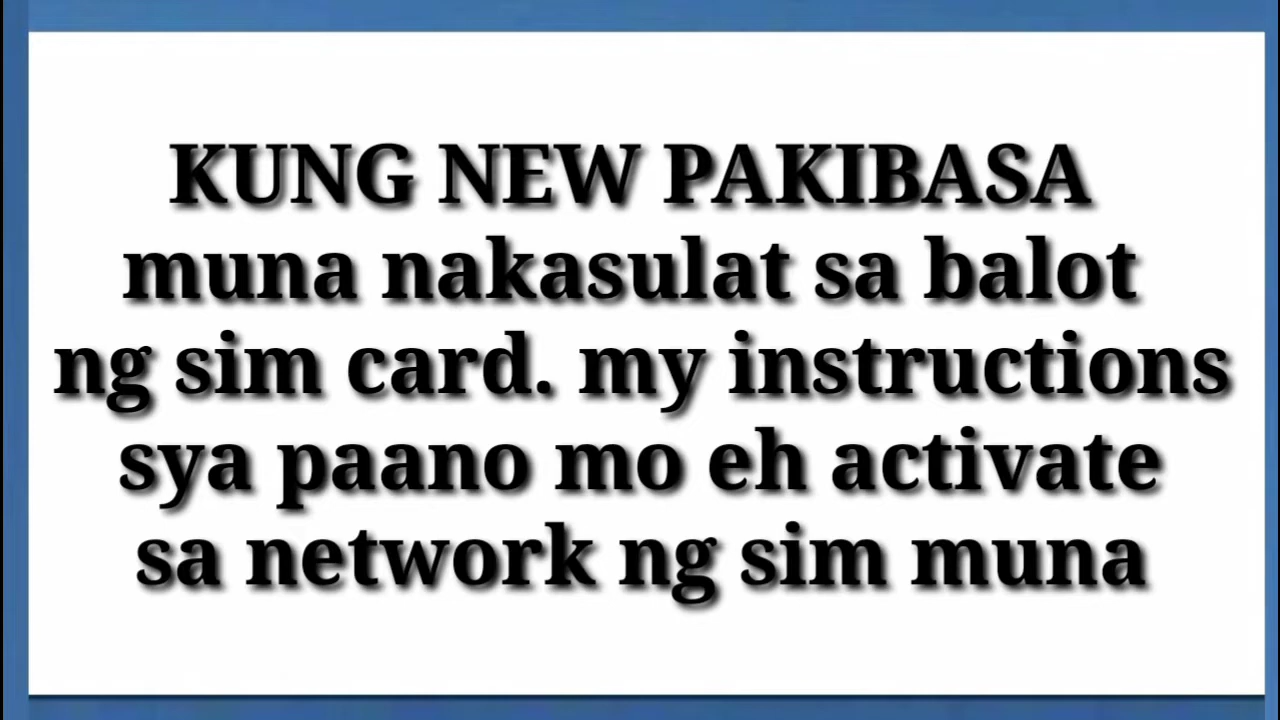 KUNG NEW PAKIBASA
muna nakasulat sa balot
ng sim card. my instructions
sya paano mo eh activate
sa network ng sim muna